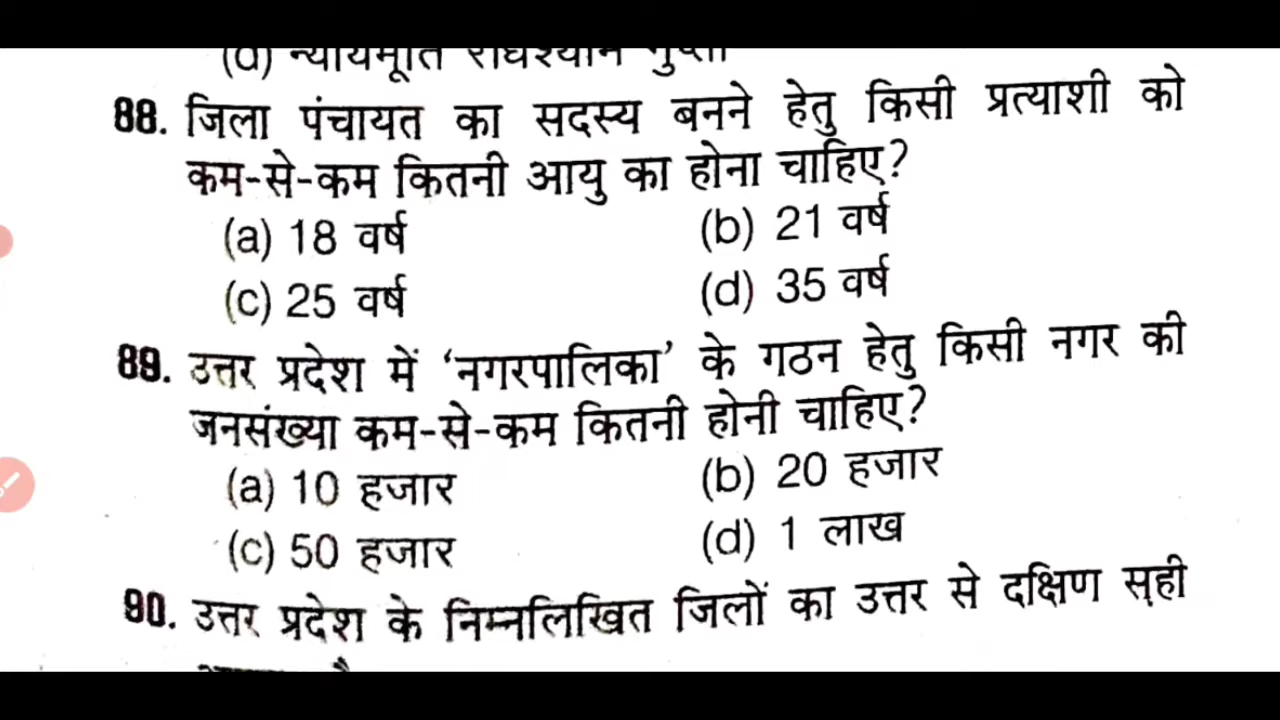 (d) न्यायमूर्ति राधेश्याम गुप्ता
88. जिला पंचायत का सदस्य बनने हेतु किसी प्रत्याशी को
कम-से-कम कितनी आयु का होना चाहिए?
(a) 18 वर्ष (b) 21 वर्ष
(c) 25 वर्ष (d) 35 वर्ष
89. उत्तर प्रदेश में ‘नगरपालिका’ के गठन हेतु किसी नगर की
जनसंख्या कम-से-कम कितनी होनी चाहिए?
(a) 10 हजार (b) 20 हजार
(c) 50 हजार (d) 1 लाख
90. उत्तर प्रदेश के निम्नलिखित जिलों का उत्तर से दक्षिण सही